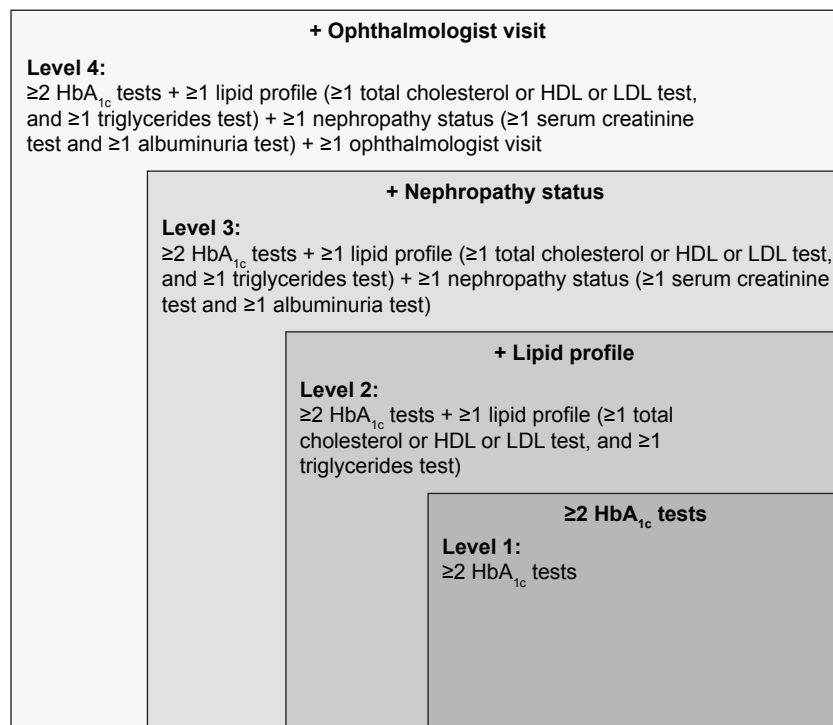 + Ophthalmologist visit
Level 4:
≥2 HbA1c tests + ≥1 lipid profile (≥1 total cholesterol or HDL or LDL test,
and ≥1 triglycerides test) + ≥1 nephropathy status (≥1 serum creatinine
test and ≥1 albuminuria test) + ≥1 ophthalmologist visit
+ Nephropathy status
Level 3:
≥2 HbA1c tests + ≥1 lipid profile (≥1 total cholesterol or HDL or LDL test,
and ≥1 triglycerides test) + ≥1 nephropathy status (≥1 serum creatinine
test and ≥1 albuminuria test)
+ Lipid profile
Level 2:
≥2 HbA1c tests + ≥1 lipid profile (≥1 total
cholesterol or HDL or LDL test, and ≥1
triglycerides test)
≥2 HbA1c tests
Level 1:
≥2 HbA1c tests